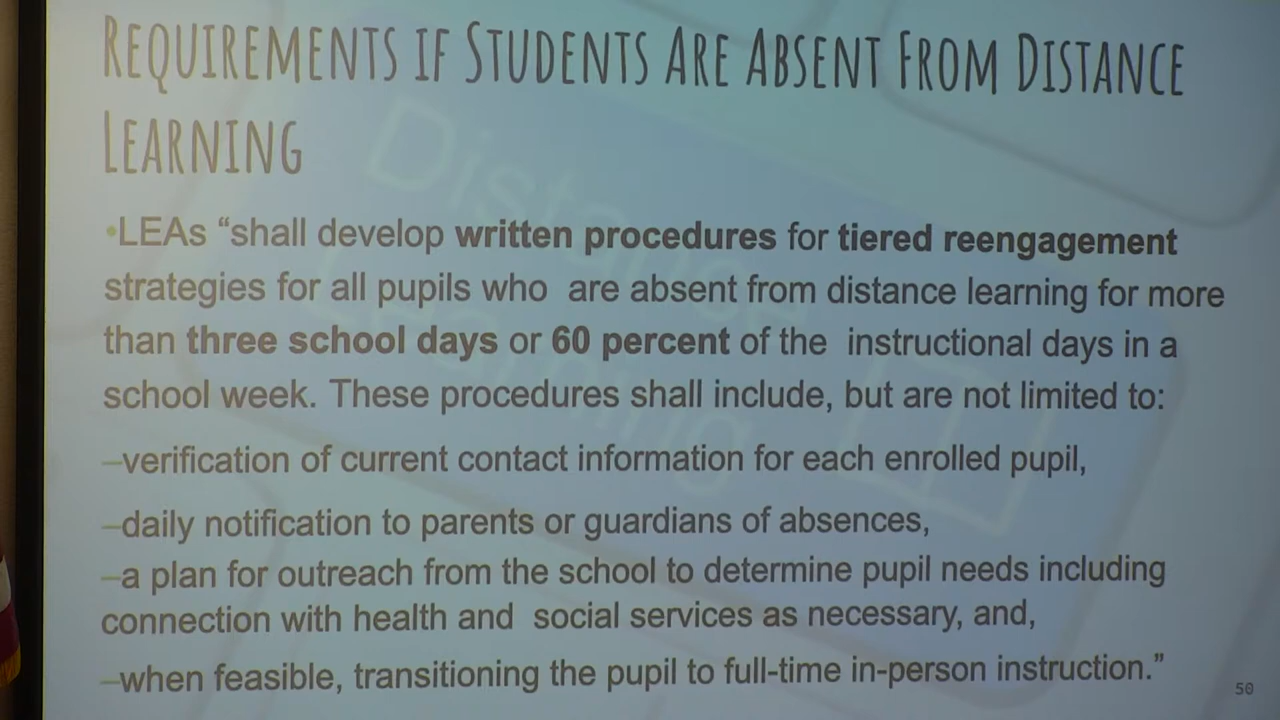 REQUIREMENTS IF STUDENTS ARE ABSENT FROM DISTANCE
LEARNING
•LEAs “shall develop written procedures for tiered reengagement
strategies for all pupils who are absent from distance learning for more
than three school days or 60 percent of the instructional days in a
school week. These procedures shall include, but are not limited to:
–verification of current contact information for each enrolled pupil,
–daily notification to parents or guardians of absences,
–a plan for outreach from the school to determine pupil needs including
connection with health and social services as necessary, and,
–when feasible, transitioning the pupil to full-time in-person instruction.”
50
Distance
Learning